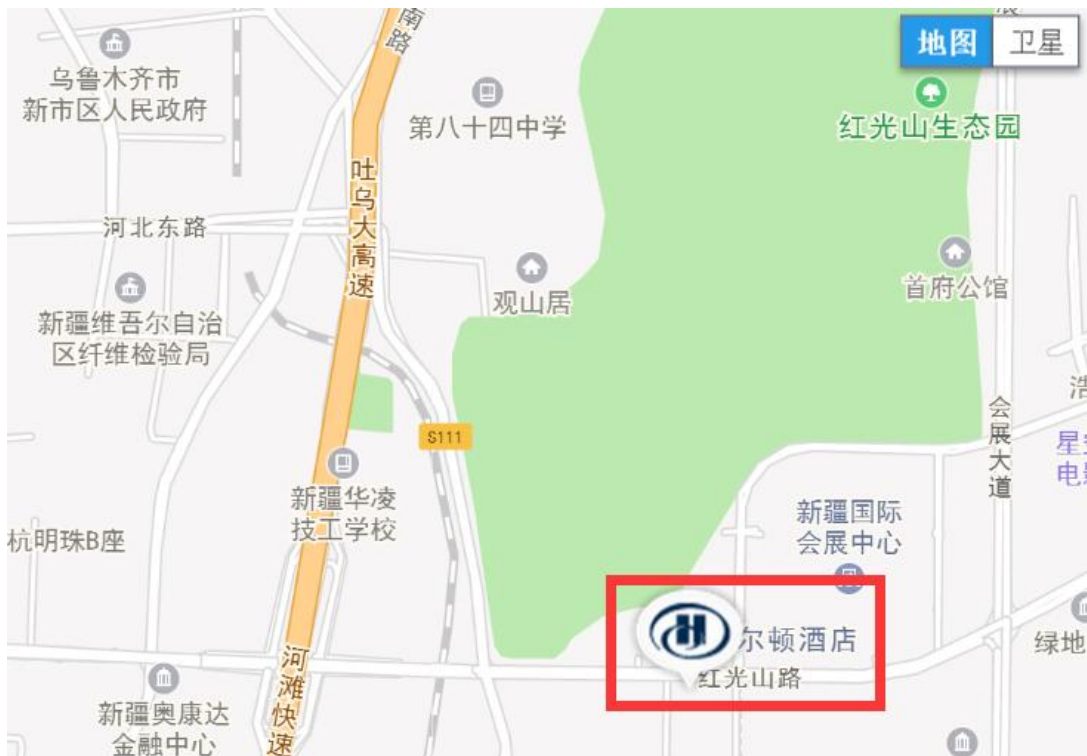 南路
地图
卫星
乌鲁木齐市
新市区人民政府
第八十四中学
红光山生态园
吐乌大高速
河北东路
观山居
首府公馆
新疆维吾尔自治
区纤维检验局
浩
会展大道
S111
星
电
新疆华凌
技工学校
新疆国际
会展中心
杭明珠B座
尔顿酒店
绿地
红光山路
河滩快速
新疆奥康达
金融中心